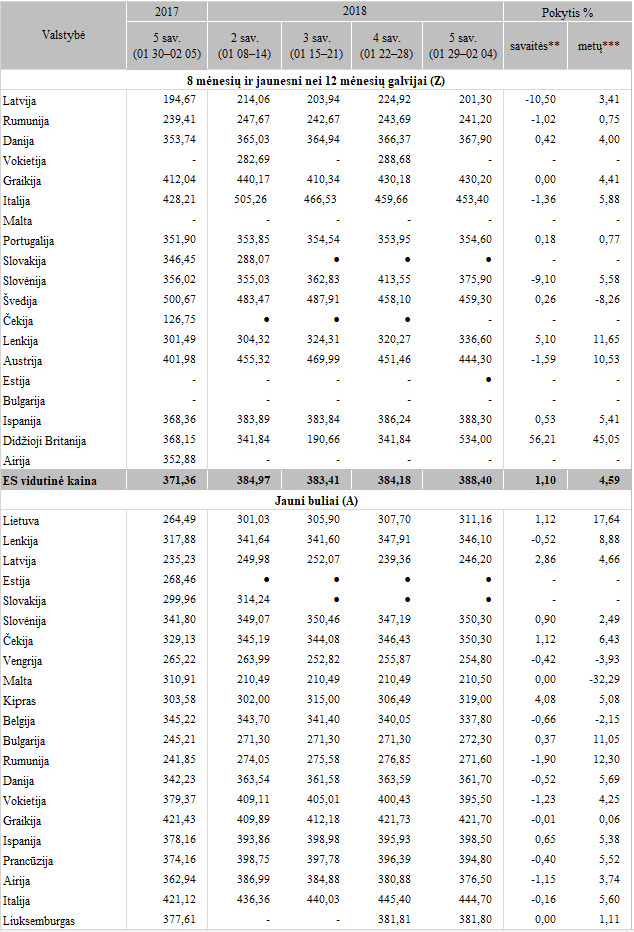 Valstybė 2017 2018 Pokytis %
5 sav. (01 30–02 05) 2 sav. (01 08–14) 3 sav. (01 15–21) 4 sav. (01 22–28) 5 sav. (01 29–02 04) savaitės** metų***
8 mėnesių ir jaunesni nei 12 mėnesių galvijai (Z)
Latvija 194,67 214,06 203,94 224,92 201,30 -10,50 3,41
Rumunija 239,41 247,67 242,67 243,69 241,20 -1,02 0,75
Danija 353,74 365,03 364,94 366,37 367,90 0,42 4,00
Vokietija - 282,69 - 288,68 - - -
Graikija 412,04 440,17 410,34 430,18 430,20 0,00 4,41
Italija 428,21 505,26 466,53 459,66 453,40 -1,36 5,88
Malta - - - - - - -
Portugalija 351,90 353,85 354,54 353,95 354,60 0,18 0,77
Slovakija 346,45 288,07 ● ● ● - -
Slovėnija 356,02 355,03 362,83 413,55 375,90 -9,10 5,58
Švedija 500,67 483,47 487,91 458,10 459,30 0,26 -8,26
Čekija 126,75 ● ● ● - - -
Lenkija 301,49 304,32 324,31 320,27 336,60 5,10 11,65
Austrija 401,98 455,32 469,99 451,46 444,30 -1,59 10,53
Estija - - - - ● - -
Bulgarija - - - - - - -
Ispanija 368,36 383,89 383,84 386,24 388,30 0,53 5,41
Didžioji Britanija 368,15 341,84 190,66 341,84 534,00 56,21 45,05
Airija 352,88 - - - - - -
ES vidutinė kaina 371,36 384,97 383,41 384,18 388,40 1,10 4,59
Jauni buliai (A)
Lietuva 264,49 301,03 305,90 307,70 311,16 1,12 17,64
Lenkija 317,88 341,64 341,60 347,91 346,10 -0,52 8,88
Latvija 235,23 249,98 252,07 239,36 246,20 2,86 4,66
Estija 268,46 ● ● ● ● - -
Slovakija 299,96 314,24 ● ● ● - -
Slovėnija 341,80 349,07 350,46 347,19 350,30 0,90 2,49
Čekija 329,13 345,19 344,08 346,43 350,30 1,12 6,43
Vengrija 265,22 263,99 252,82 255,87 254,80 -0,42 -3,93
Malta 310,91 210,49 210,49 210,49 210,50 0,00 -32,29
Kipras 303,58 302,00 315,00 306,49 319,00 4,08 5,08
Belgija 345,22 343,70 341,40 340,05 337,80 -0,66 -2,15
Bulgarija 245,21 271,30 271,30 271,30 272,30 0,37 11,05
Rumunija 241,85 274,05 275,58 276,85 271,60 -1,90 12,30
Danija 342,23 363,54 361,58 363,59 361,70 -0,52 5,69
Vokietija 379,37 409,11 405,01 400,43 395,50 -1,23 4,25
Graikija 421,43 409,89 412,18 421,73 421,70 -0,01 0,06
Ispanija 378,16 393,86 398,98 395,93 398,50 0,65 5,38
Prancūzija 374,16 398,75 397,78 396,39 394,80 -0,40 5,52
Airija 362,94 386,99 384,88 380,88 376,50 -1,15 3,74
Italija 421,12 436,36 440,03 445,40 444,70 -0,16 5,60
Liuksemburgas 377,61 - - 381,81 381,80 0,00 1,11